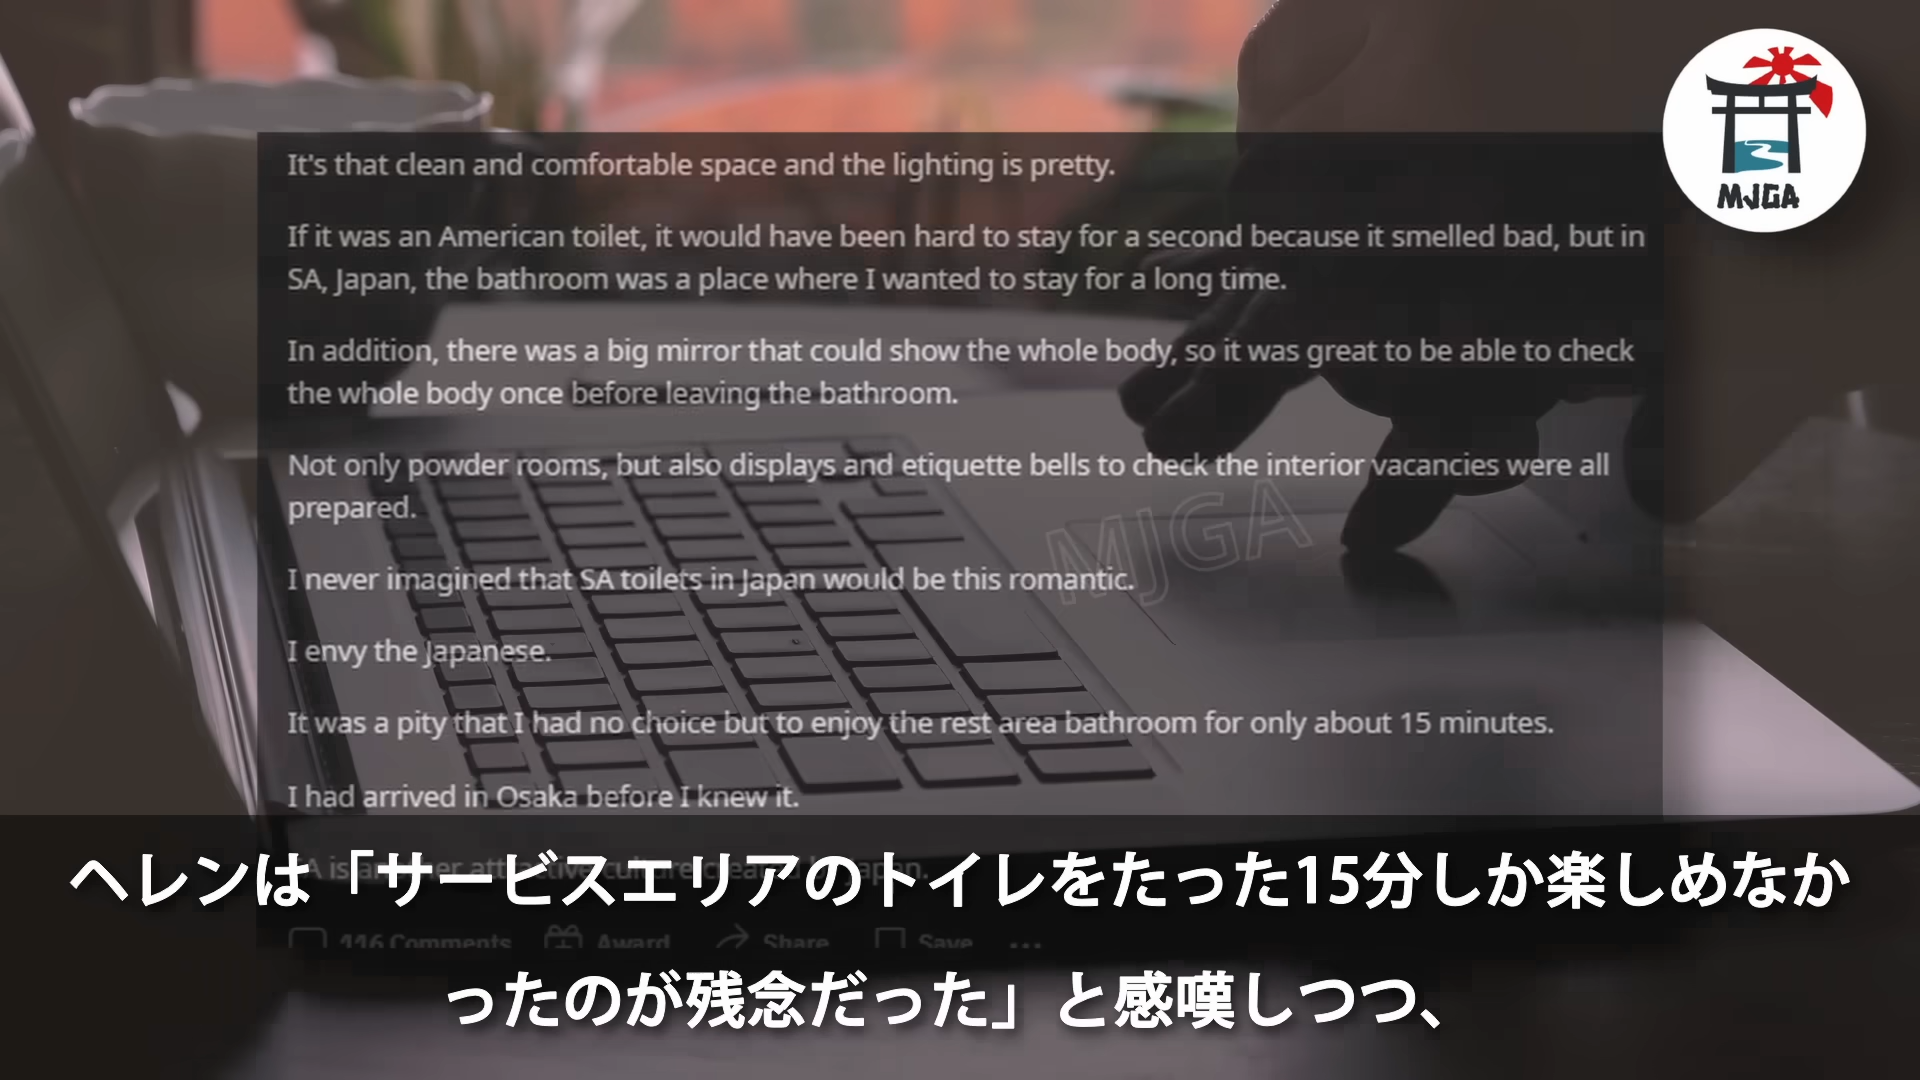 MJGA
It's that clean and comfortable space and the lighting is pretty.
If it was an American toilet, it would have been hard to stay for a second because it smelled bad, but in
SA, Japan, the bathroom was a place where I wanted to stay for a long time.
In addition, there was a big mirror that could show the whole body, so it was great to be able to check
the whole body once before leaving the bathroom.
Not only powder rooms, but also displays and etiquette bells to check the interior vacancies were all
prepared.
MJGA
I never imagined that SA toilets in Japan would be this romantic.
I envy the Japanese.
It was a pity that I had no choice but to enjoy the rest area bathroom for only about 15 minutes.
I had arrived in Osaka before I knew it.
ヘレンは「サービスエリアのトイレをたった15分しか楽しめなか
ったのが残念だった」と感嘆しつつ、
116 Comments Award Share Save ...